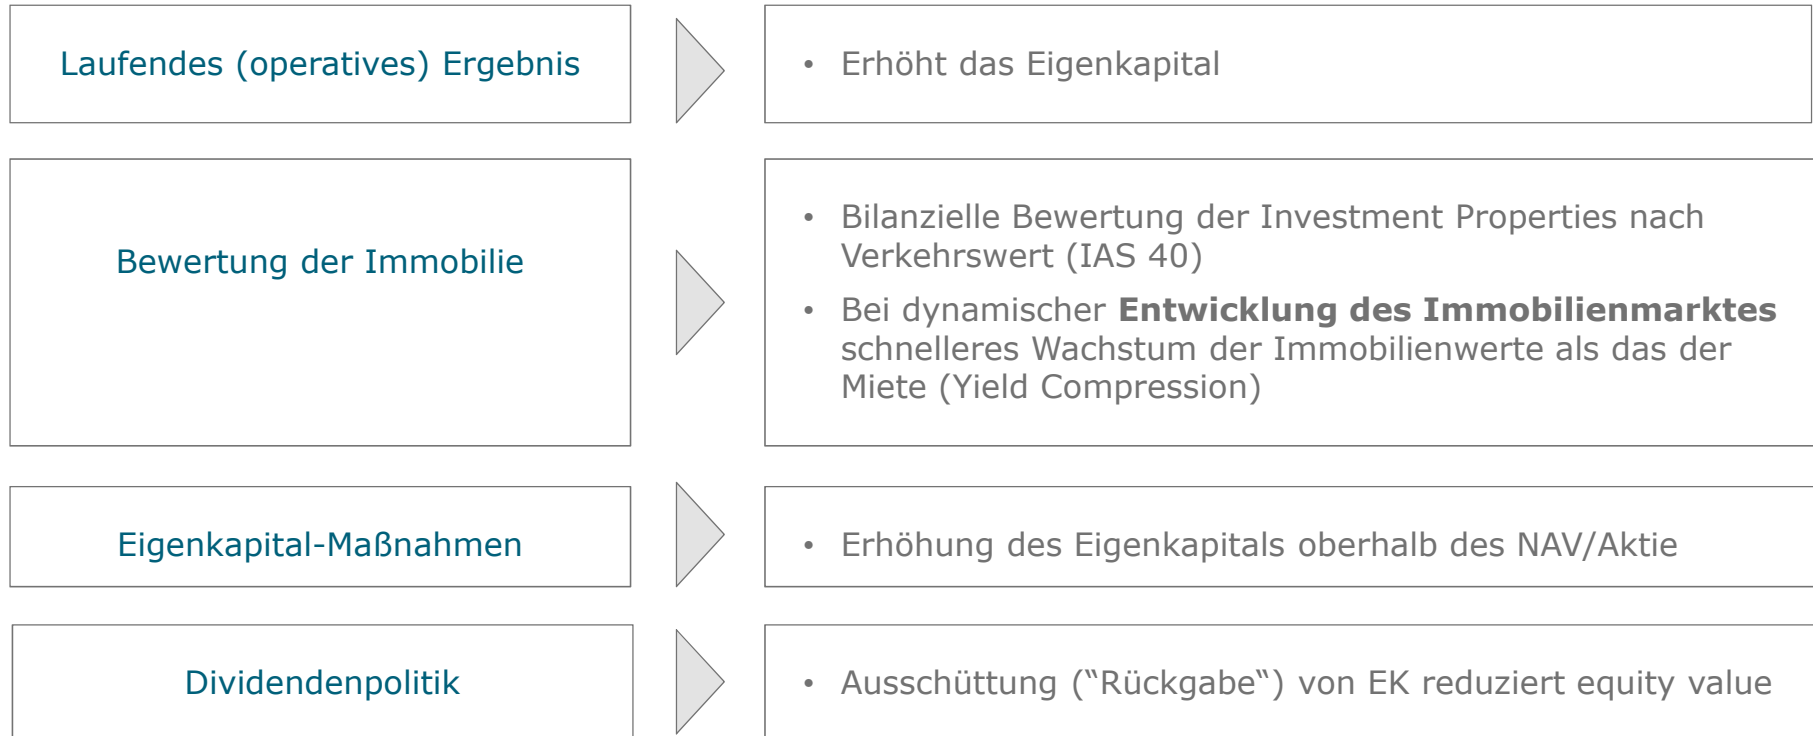 Laufendes (operatives) Ergebnis
• Erhöht das Eigenkapital
Bewertung der Immobilie
• Bilanzielle Bewertung der Investment Properties nach
Verkehrswert (IAS 40)
• Bei dynamischer Entwicklung des Immobilienmarktes
schnelleres Wachstum der Immobilienwerte als das der
Miete (Yield Compression)
Eigenkapital-Maßnahmen
• Erhöhung des Eigenkapitals oberhalb des NAV/Aktie
Dividendenpolitik
• Ausschüttung (“Rückgabe“) von EK reduziert equity value